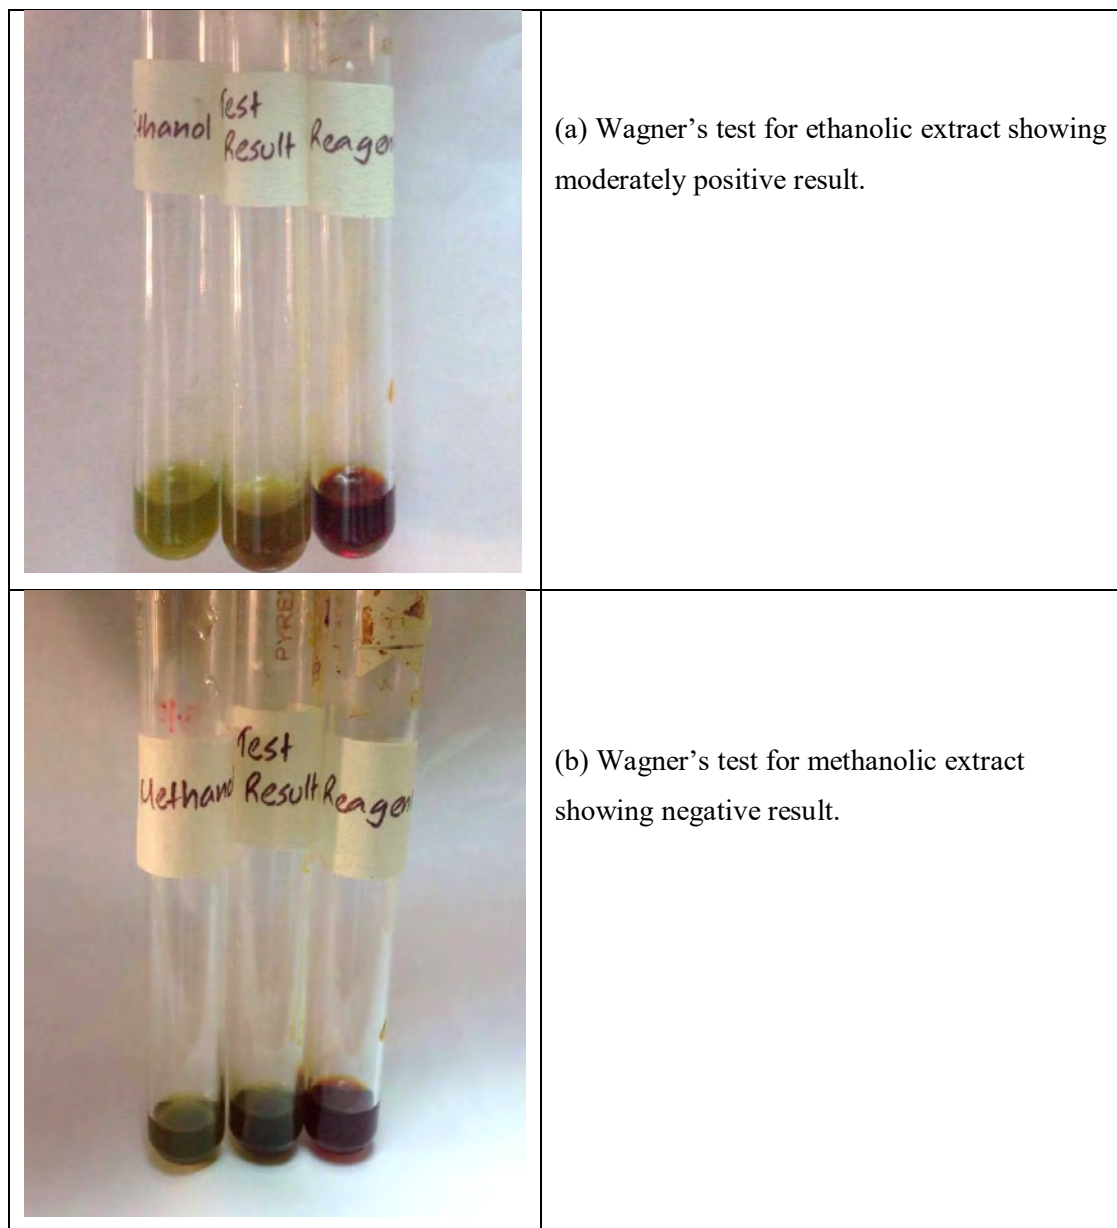 Ethanol
Test
Result
Reagen
(a) Wagner’s test for ethanolic extract showing
moderately positive result.
PYREX
Methanol
Test
Result
Reagen
(b) Wagner’s test for methanolic extract
showing negative result.